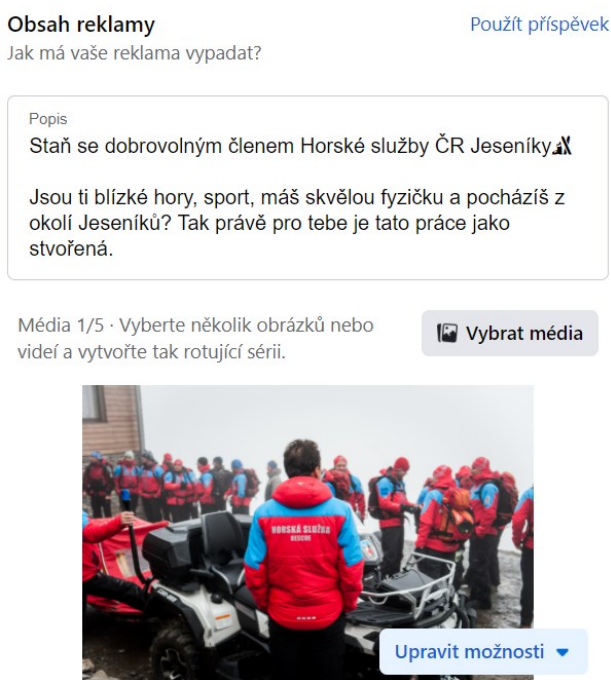 Obsah reklamy
Použít příspěvek
Jak má vaše reklama vypadat?
Popis
Staň se dobrovolným členem Horské služby ČR Jeseníky
Jsou ti blízké hory, sport, máš skvělou fyzičku a pocházíš z
okolí Jeseníků? Tak právě pro tebe je tato práce jako
stvořená.
Média 1/5 · Vyberte několik obrázků nebo
videí a vytvořte tak rotující sérii.
Vybrat média
HORSKÁ SLUŽBA
RESCUE
Upravit možnosti